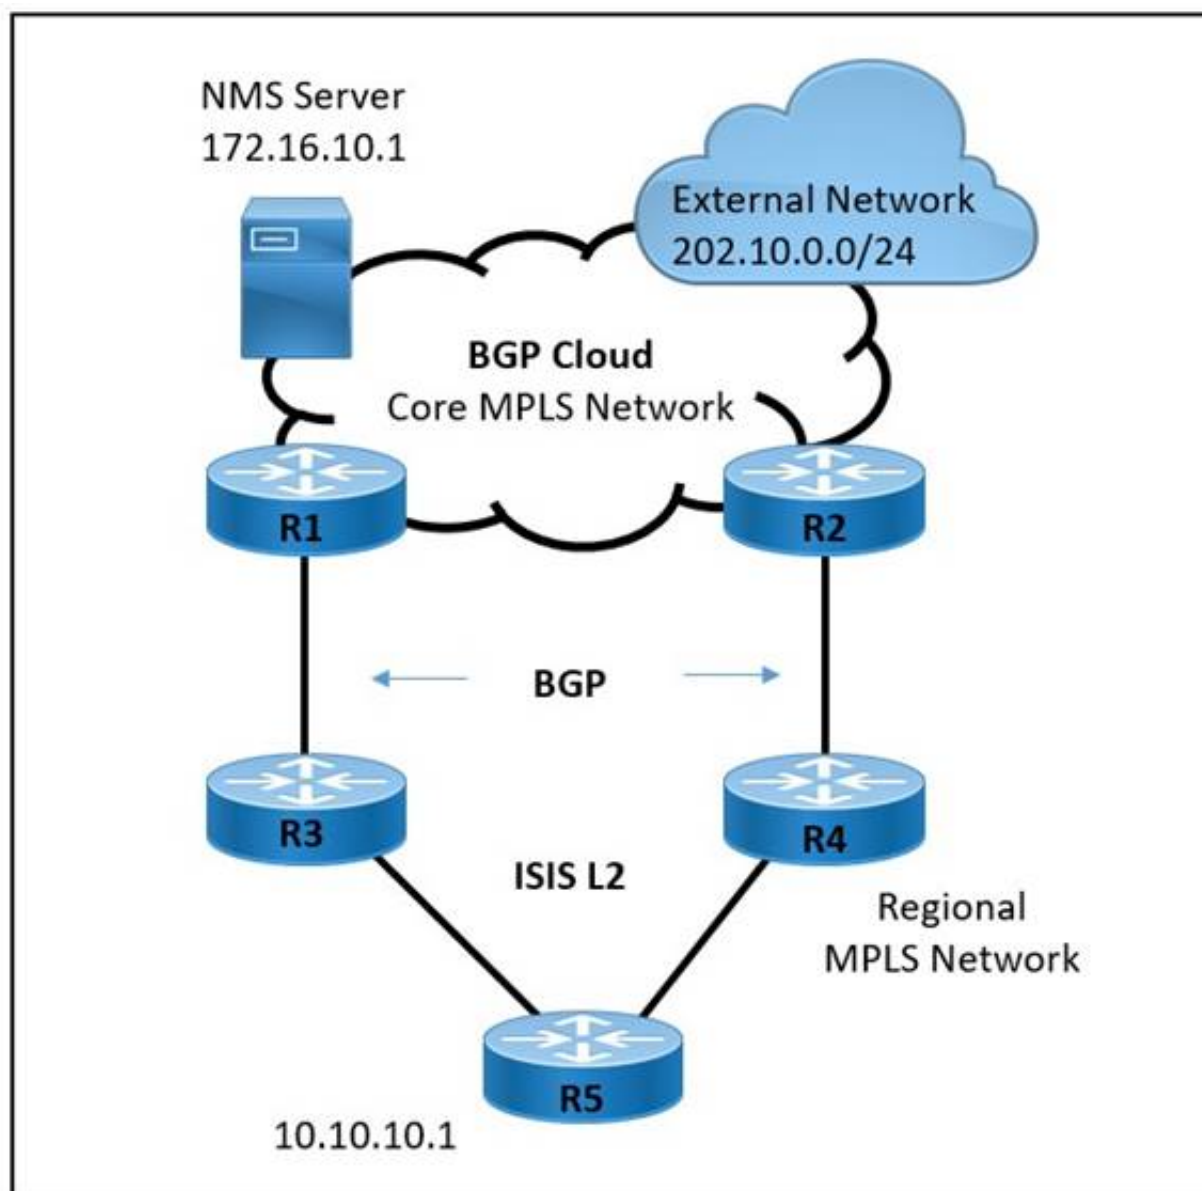 NMS Server
172.16.10.1
External Network
202.10.0.0/24
BGP Cloud
Core MPLS Network
R1
R2
BGP
R3
R4
ISIS L2
Regional
MPLS Network
R5
10.10.10.1